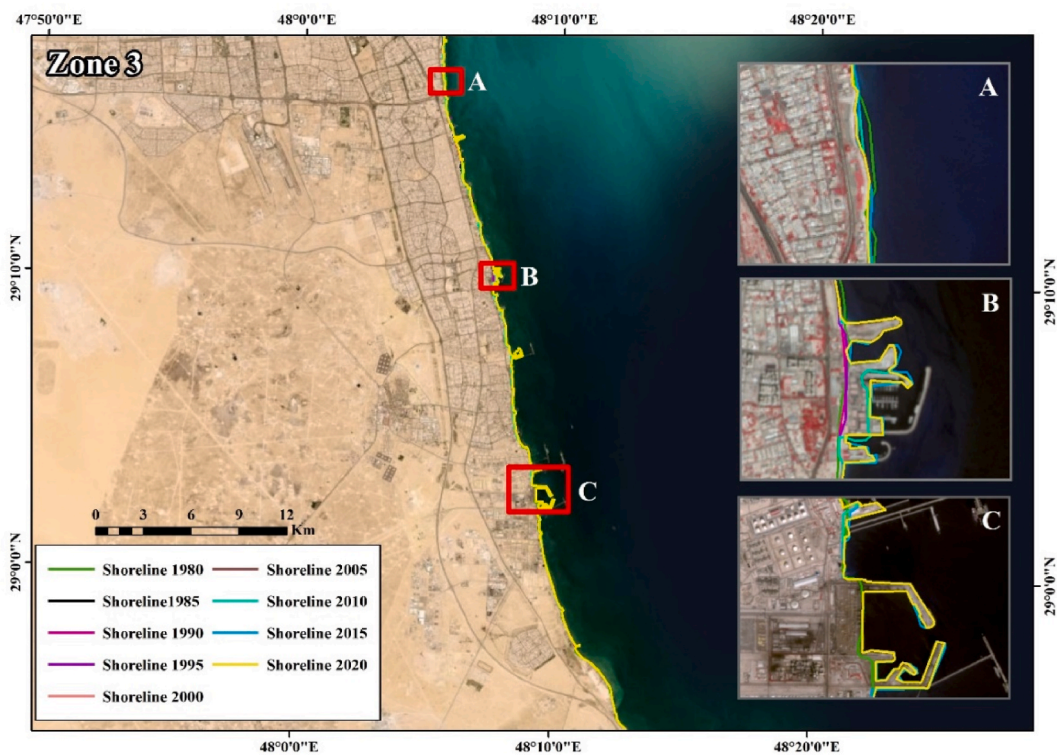 47°50'0"E 48°0'0"E 48°10'0"E 48°20'0"E
Zone 3
A
A
29°10'0"N
29°10'0"N
B
B
C
C
0 3 6 9 12
Km
29°0'0"N
29°0'0"N
Shoreline 1980 Shoreline 2005
Shoreline1985 Shoreline 2010
Shoreline 1990 Shoreline 2015
Shoreline 1995 Shoreline 2020
Shoreline 2000
48°0'0"E 48°10'0"E 48°20'0"E